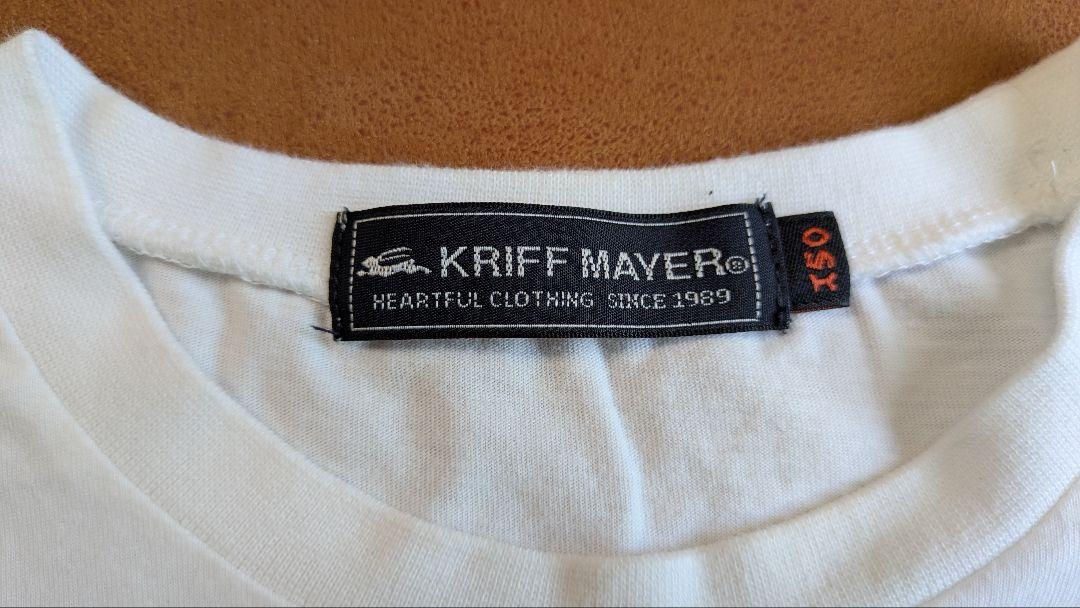 KRIFF MAYER®
HEARTFUL CLOTHING SINCE 1989
150